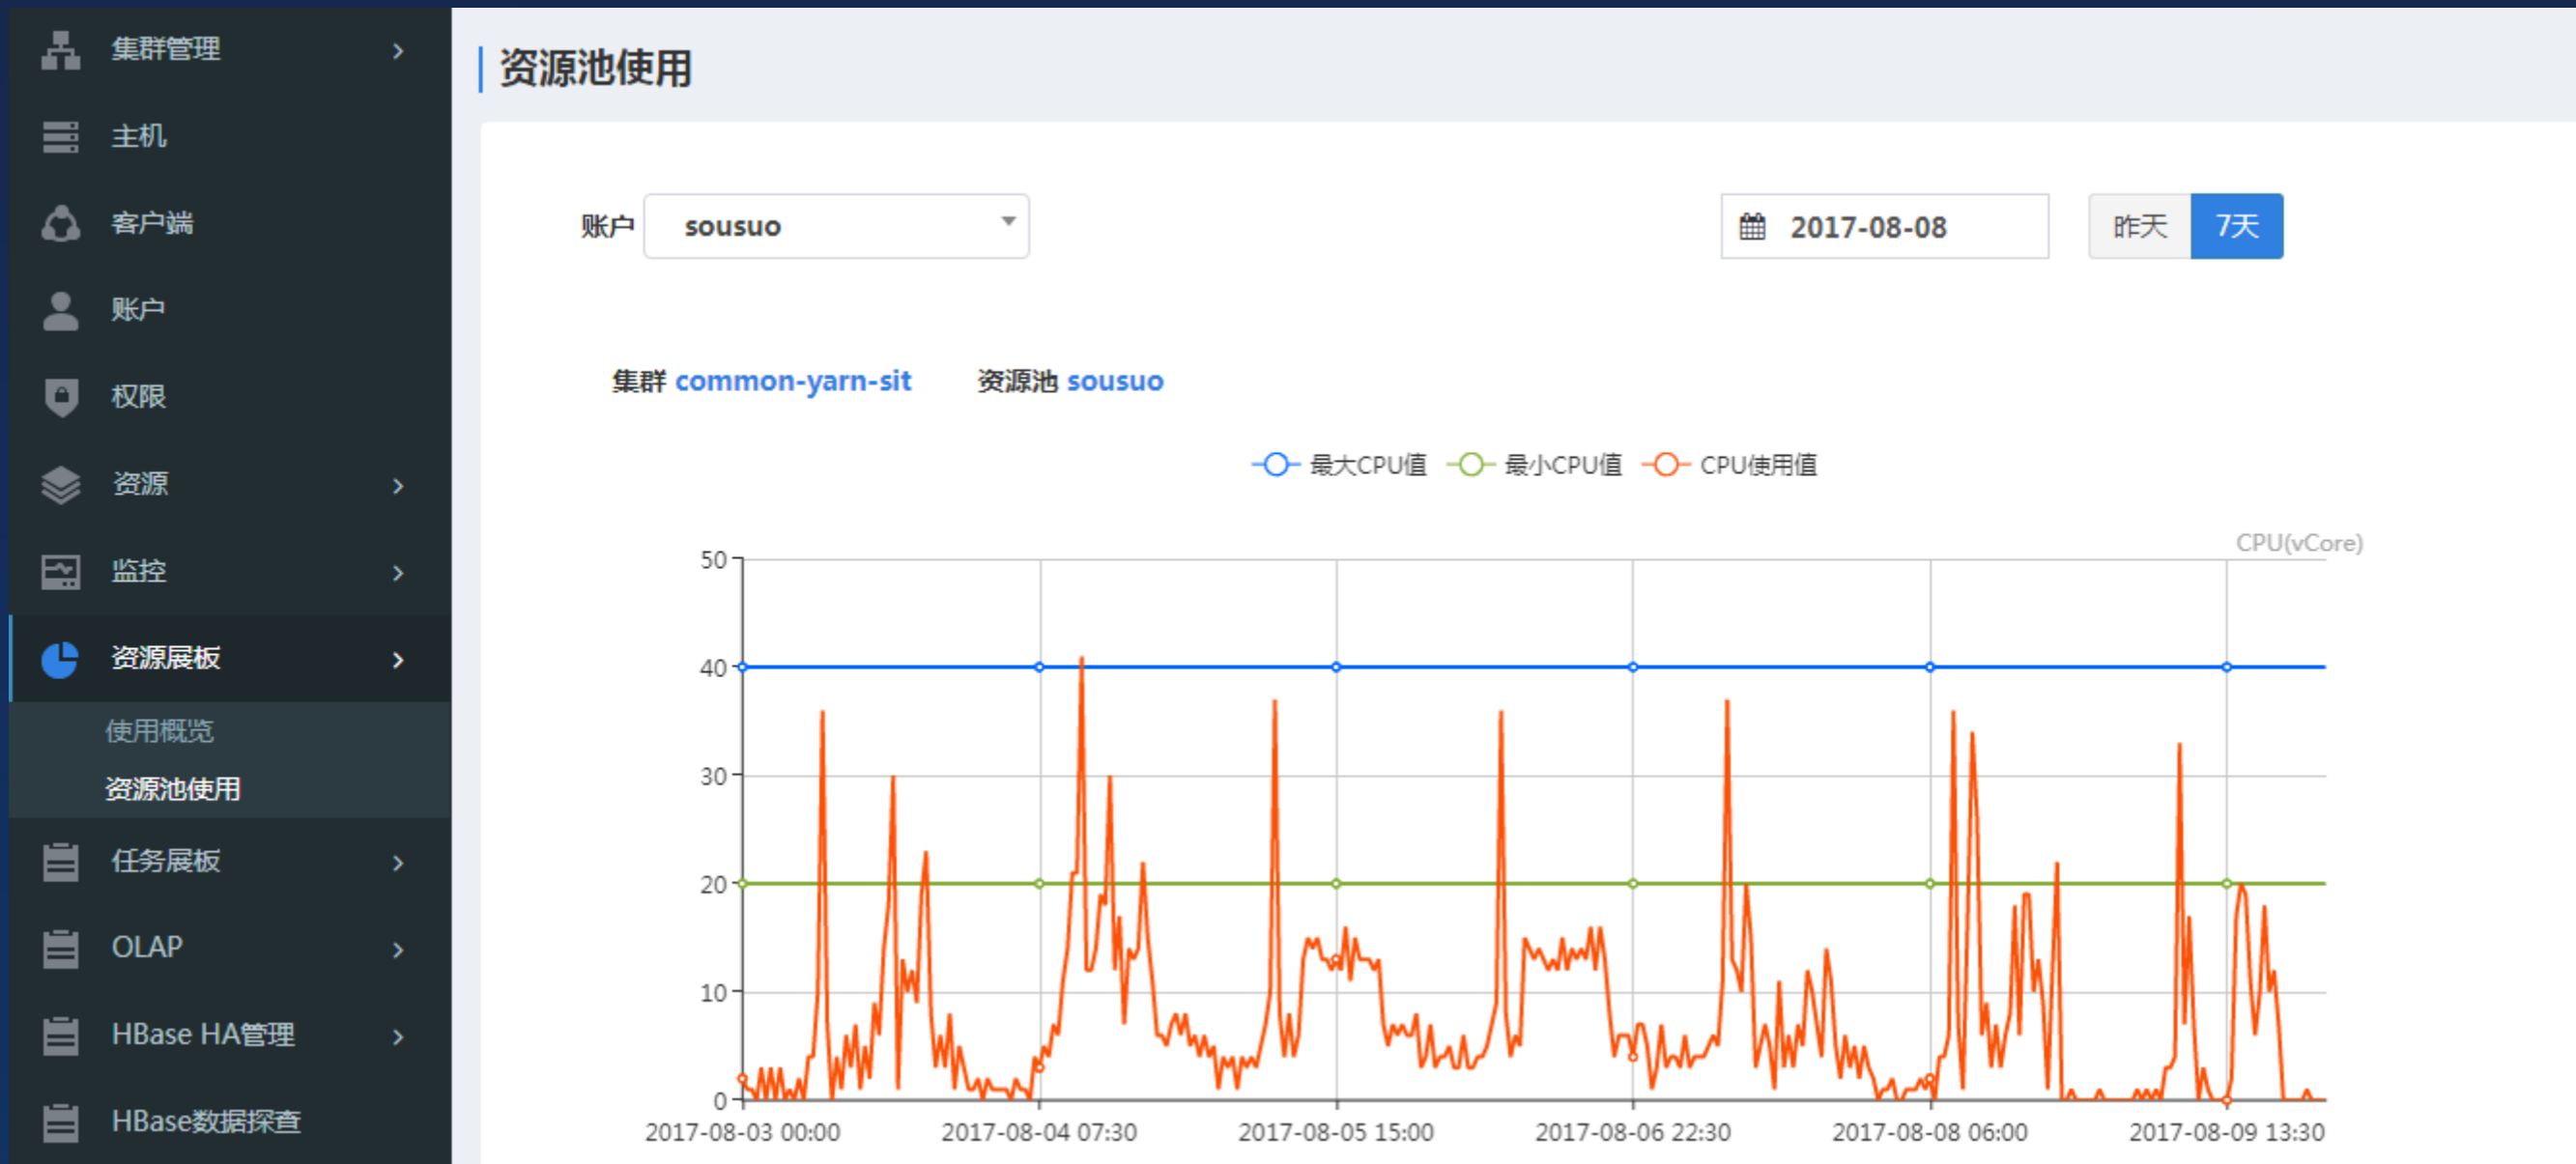 集群管理
主机
客户端
账户
权限
资源
监控
资源展板
使用概览
资源池使用
任务展板
OLAP
HBase HA管理
HBase数据探查
资源池使用
账户 sousuo 2017-08-08 昨天 7天
集群 common-yarn-sit 资源池 sousuo
最大CPU值 最小CPU值 CPU使用值
CPU(vCore)
50
40
30
20
10
0
2017-08-03 00:00 2017-08-04 07:30 2017-08-05 15:00 2017-08-06 22:30 2017-08-08 06:00 2017-08-09 13:30